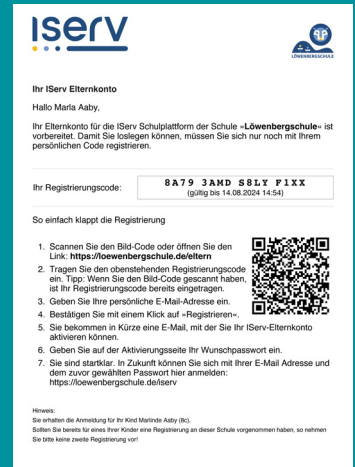 IServ
LÖWENBERGSCHULE
Ihr IServ Elternkonto
Hallo Marla Aaby,
Ihr Elternkonto für die IServ Schulplattform der Schule »Löwenbergschule« ist
vorbereitet. Damit Sie loslegen können, müssen Sie sich nur noch mit Ihrem
persönlichen Code registrieren.
Ihr Registrierungscode:
8A79 3AMD S8LY F1XX
(gültig bis 14.08.2024 14:54)
So einfach klappt die Registrierung
1. Scannen Sie den Bild-Code oder öffnen Sie den
Link: https://loewenbergschule.de/eltern
2. Tragen Sie den obenstehenden Registrierungscode
ein. Tipp: Wenn Sie den Bild-Code gescannt haben,
ist Ihr Registrierungscode bereits eingetragen.
3. Geben Sie Ihre persönliche E-Mail-Adresse ein.
4. Bestätigen Sie mit einem Klick auf »Registrieren«.
5. Sie bekommen in Kürze eine E-Mail, mit der Sie Ihr IServ-Elternkonto
aktivieren können.
6. Geben Sie auf der Aktivierungsseite Ihr Wunschpasswort ein.
7. Sie sind startklar. In Zukunft können Sie sich mit Ihrer E-Mail Adresse und
dem zuvor gewählten Passwort hier anmelden:
https://loewenbergschule.de/iserv
Hinweis:
Sie erhalten die Anmeldung für Ihr Kind Marlinde Aaby (8c).
Sollten Sie bereits für eines Ihrer Kinder eine Registrierung an dieser Schule vorgenommen haben, so nehmen
Sie bitte keine zweite Registrierung vor!